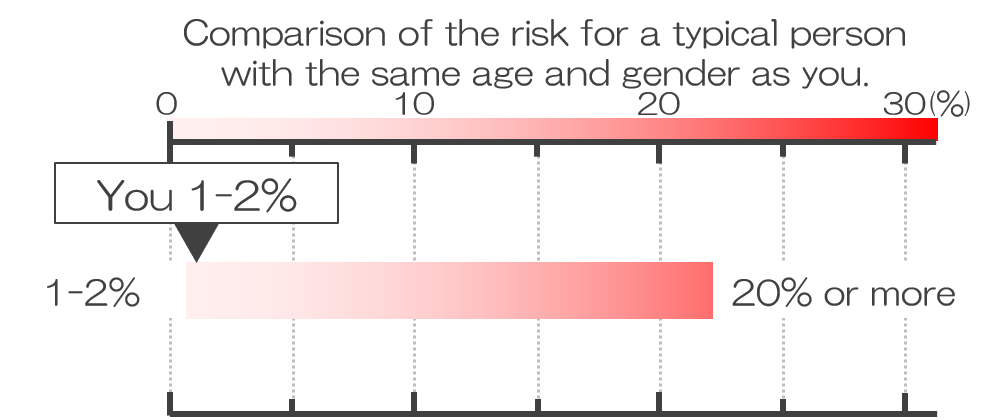 Comparison of the risk for a typical person
with the same age and gender as you.
0 10 20 30(%)
You 1-2%
1-2% 20% or more